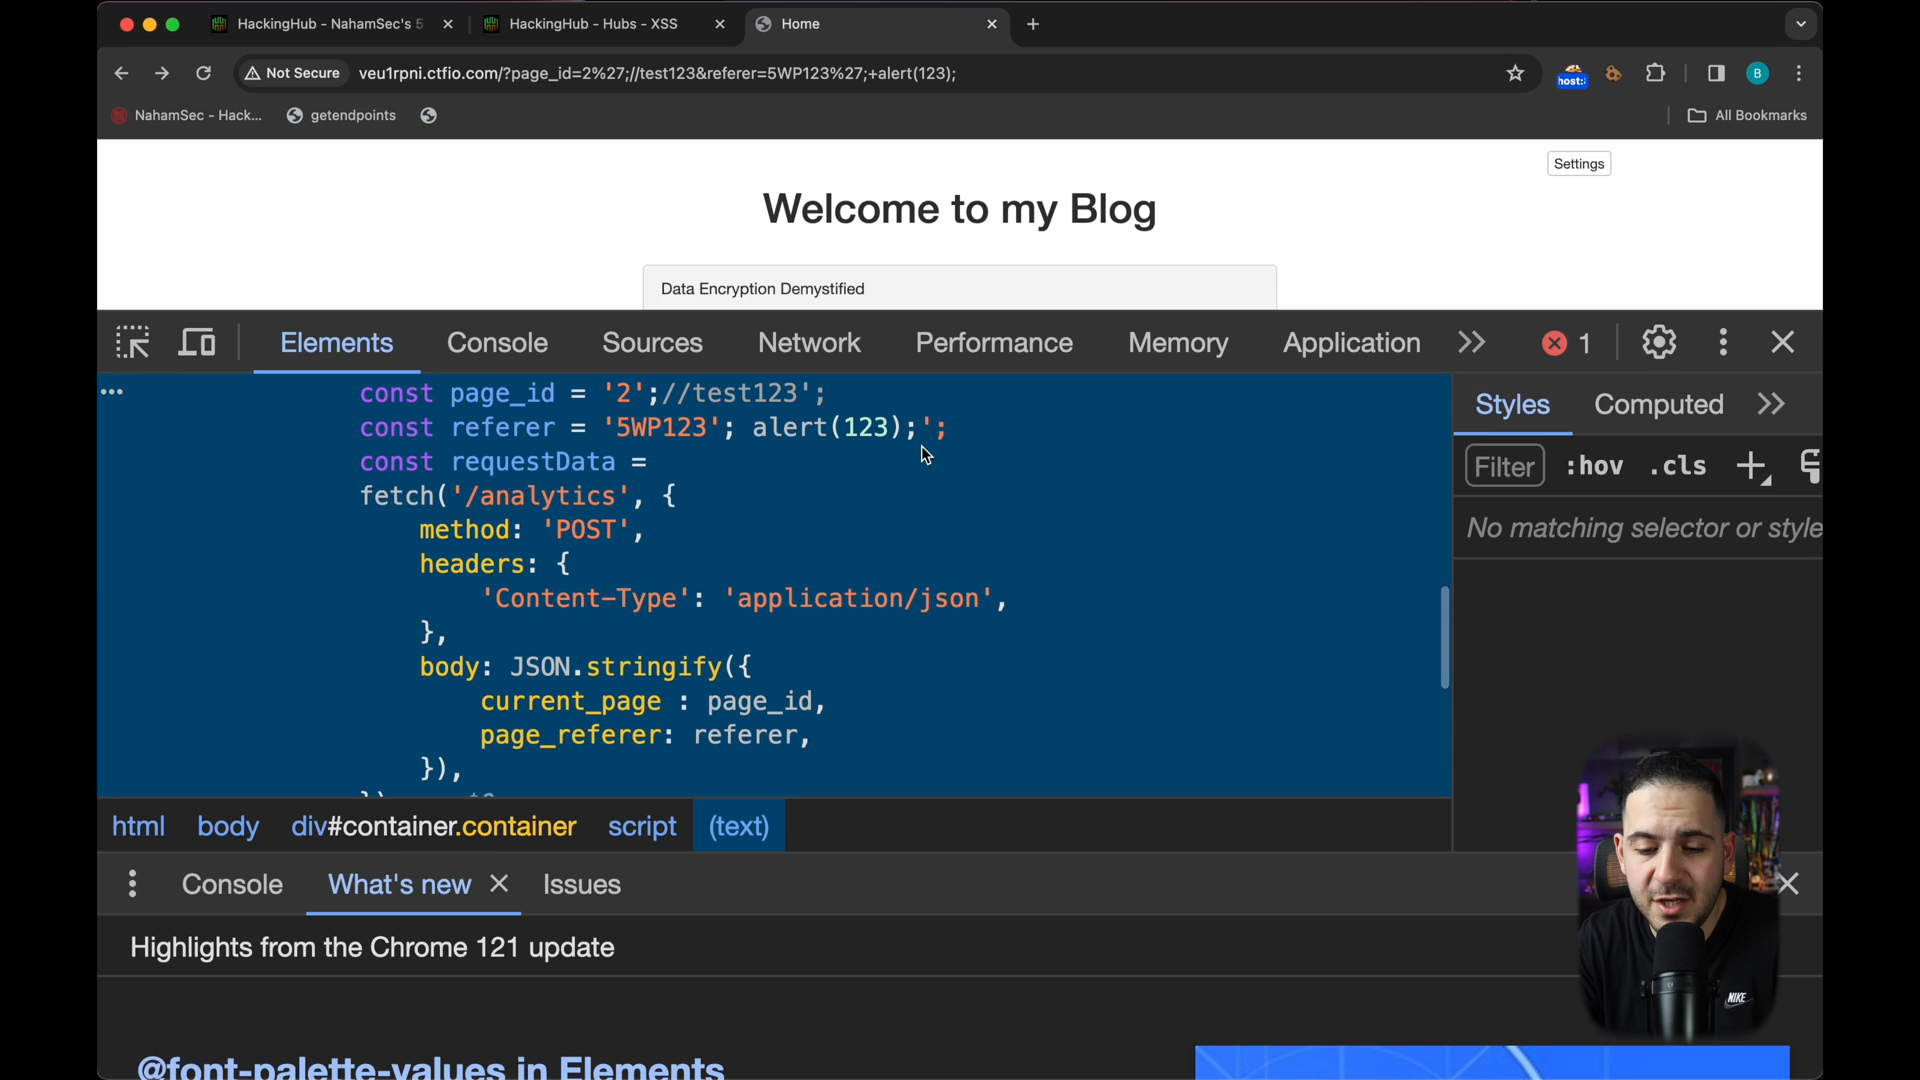 HackingHub - NahamSec's 5
HackingHub - Hubs - XSS
Home
Not Secure
veu1rpni.ctfio.com/?page_id=2%27;//test123&referer=5WP123%27;+alert(123);
host:
B
NahamSec - Hack...
getendpoints
All Bookmarks
Settings
Welcome to my Blog
Data Encryption Demystified
Elements Console Sources Network Performance Memory Application
1
const page_id = '2';//test123';
const referer = '5WP123'; alert(123);';
const requestData =
fetch('/analytics', {
method: 'POST',
headers: {
'Content-Type': 'application/json',
},
body: JSON.stringify({
current_page : page_id,
page_referer: referer,
}),
Styles Computed
Filter :hov .cls
No matching selector or style
html body div#container.container script (text)
Console What's new Issues
Highlights from the Chrome 121 update
@font-palette-values in Elements
NIKE